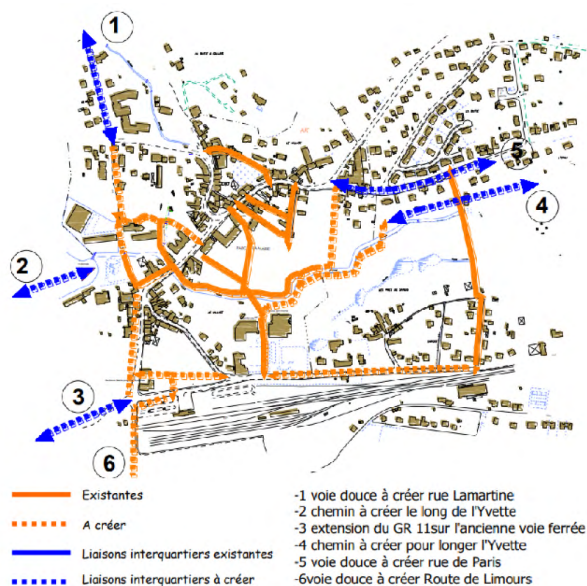 1
5
4
2
3
6
Existantes
A créer
Liaisons interquartiers existantes
Liaisons interquartiers à créer
-1 voie douce à créer rue Lamartine
-2 chemin à créer le long de l'Yvette
-3 extension du GR 11sur l'ancienne voie ferrée
-4 chemin à créer pour longer l'Yvette
-5 voie douce à créer rue de Paris
-6voie douce à créer Route de Limours